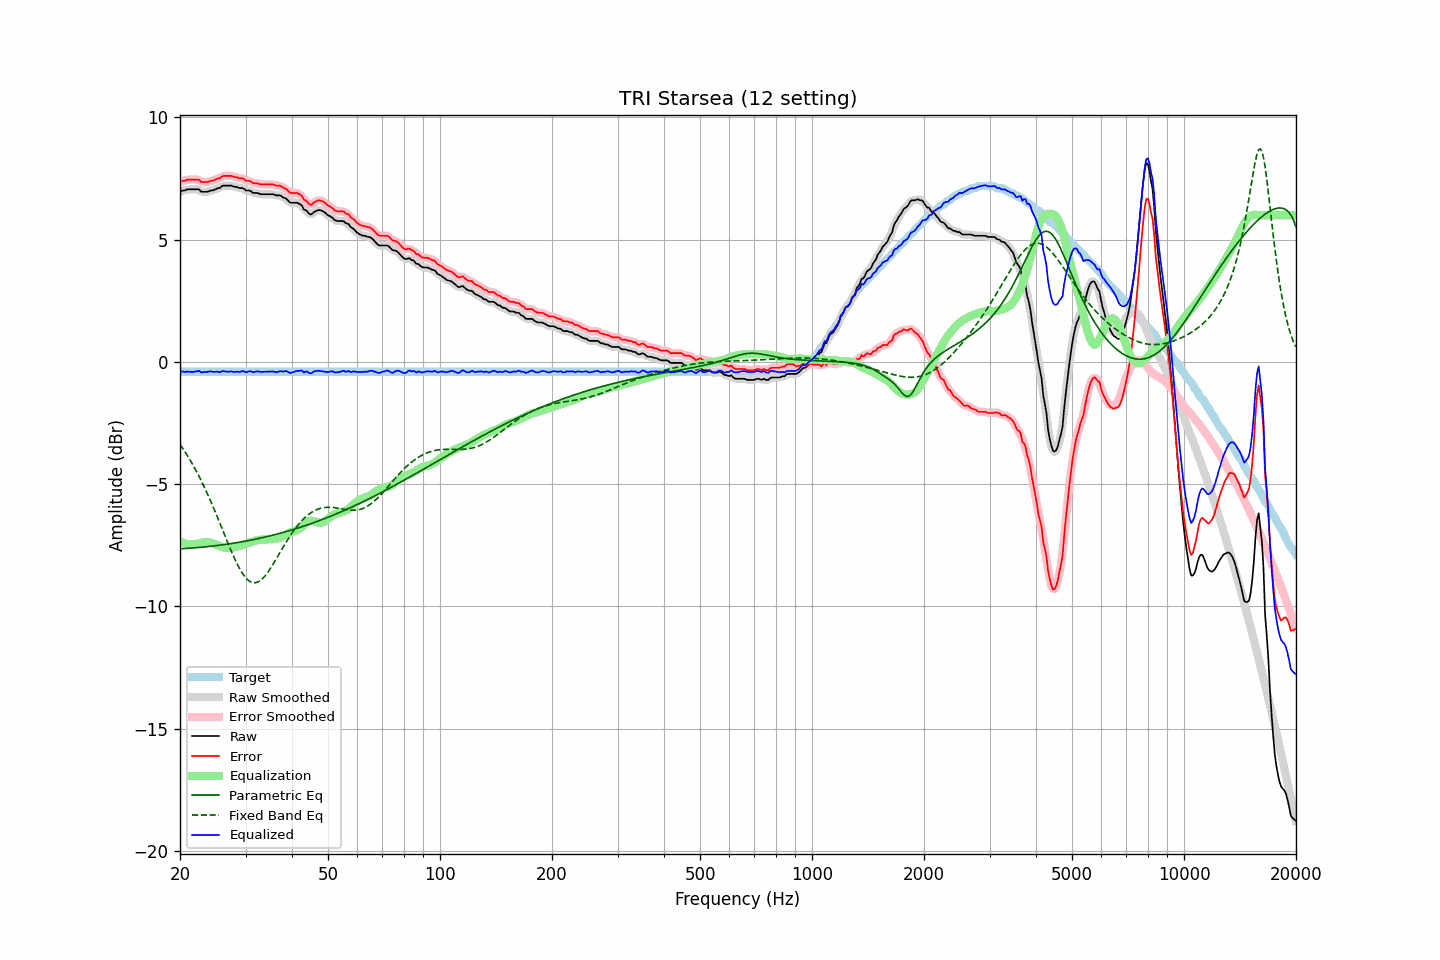 TRI Starsea (12 setting)
10
5
0
−5
−10
−15
−20
Amplitude (dBr)
Target
Raw Smoothed
Error Smoothed
Raw
Error
Equalization
Parametric Eq
Fixed Band Eq
Equalized
20 50 100 200 500 1000 2000 5000 10000 20000
Frequency (Hz)